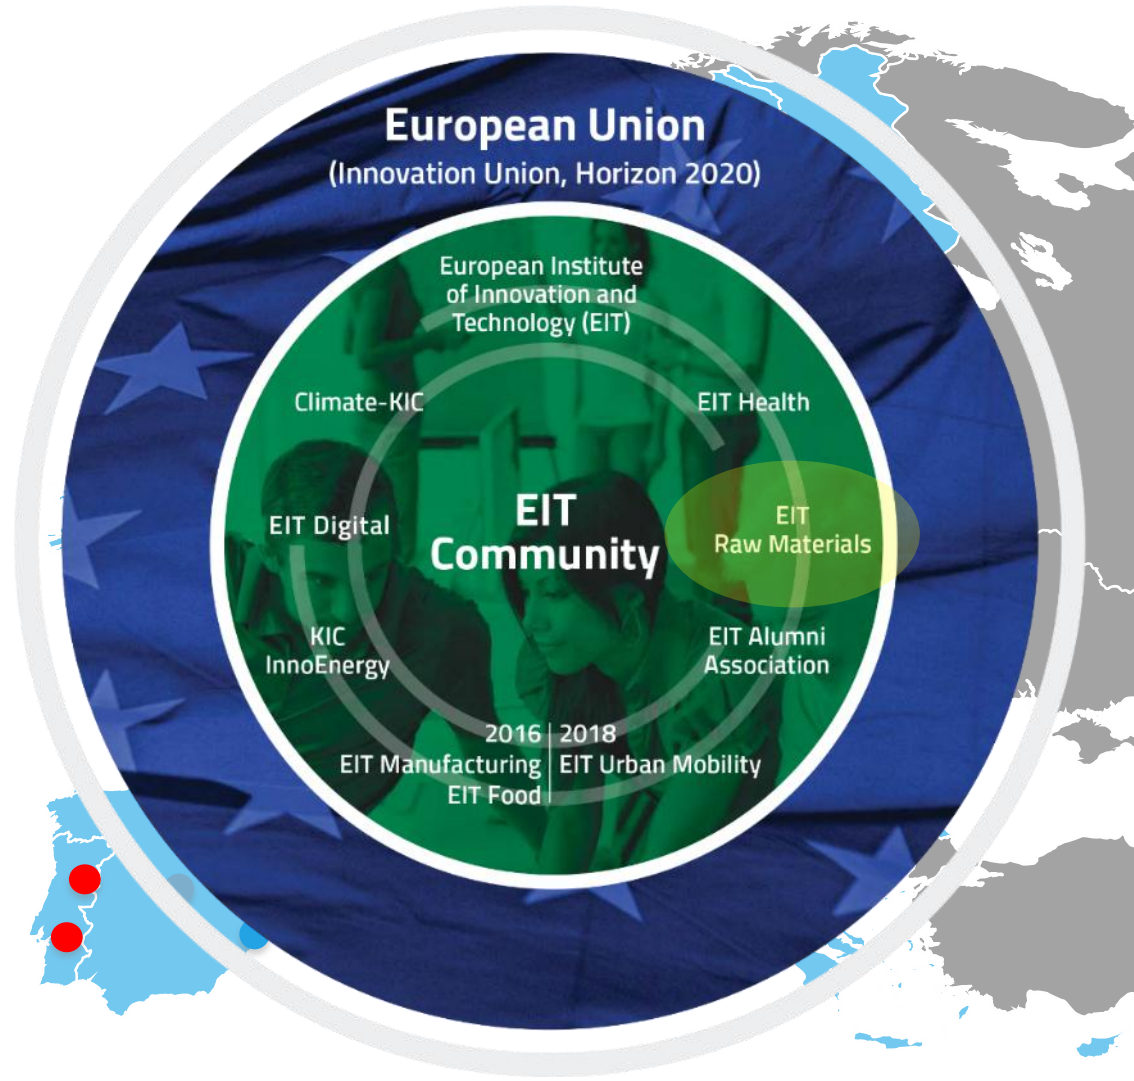 European Union
(Innovation Union, Horizon 2020)
European Institute
of Innovation and
Technology (EIT)
Climate-KIC
EIT Health
EIT Digital
EIT
Community
EIT
Raw Materials
KIC
InnoEnergy
EIT Alumni
Association
2016 | 2018
EIT Manufacturing | EIT Urban Mobility
EIT Food